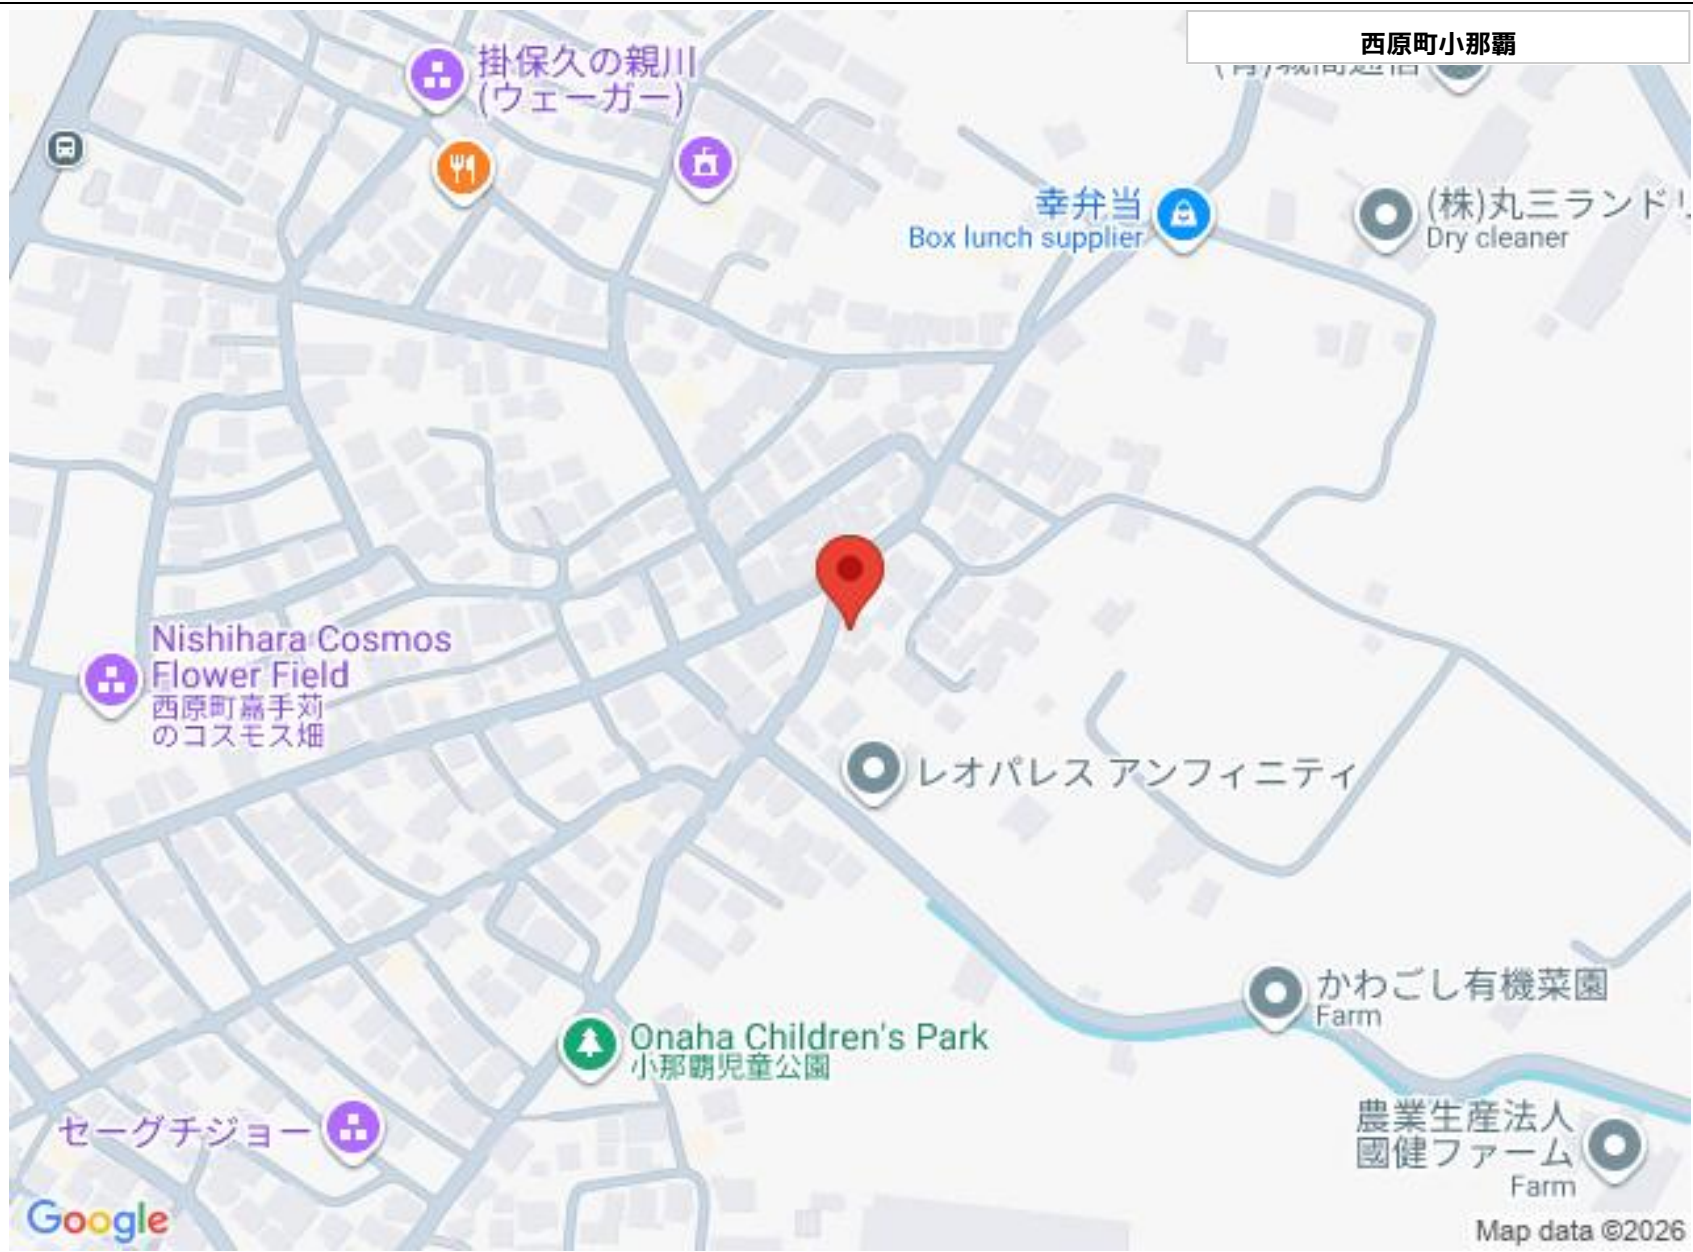 西原町小那覇
掛保久の親川
(ウェーガー)
幸弁当
Box lunch supplier
(株)丸三ランドリ
Dry cleaner
Nishihara Cosmos
Flower Field
西原町嘉手苅
のコスモス畑
レオパレス アンフィニティ
かわごし有機菜園
Farm
Onaha Children's Park
小那覇児童公園
セーグチジョー
農業生産法人
國健ファーム
Farm
Google
Map data ©2026